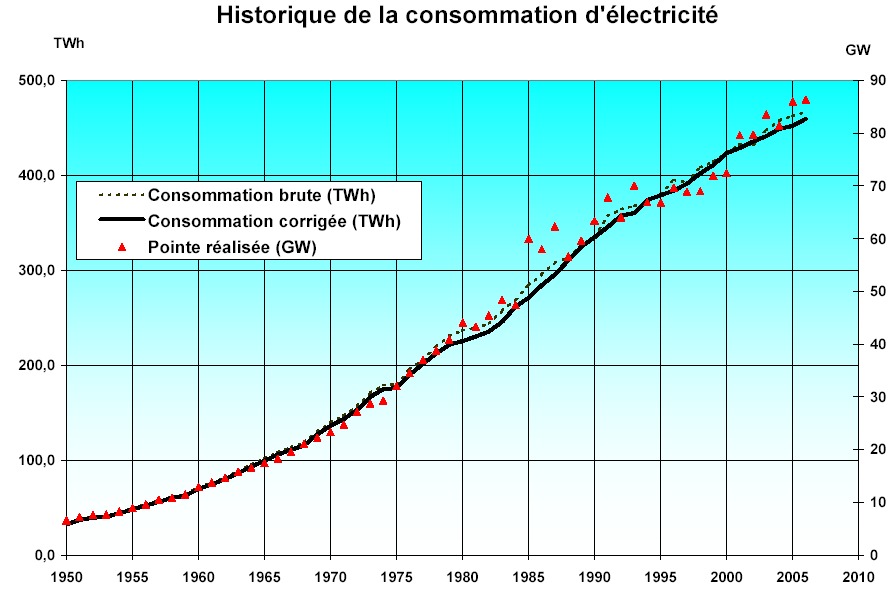 Historique de la consommation d'électricité
TWh
GW
500,0
400,0
300,0
200,0
100,0
0,0
90
80
70
60
50
40
30
20
10
0
Consommation brute (TWh)
Consommation corrigée (TWh)
Pointe réalisée (GW)
1950 1955 1960 1965 1970 1975 1980 1985 1990 1995 2000 2005 2010